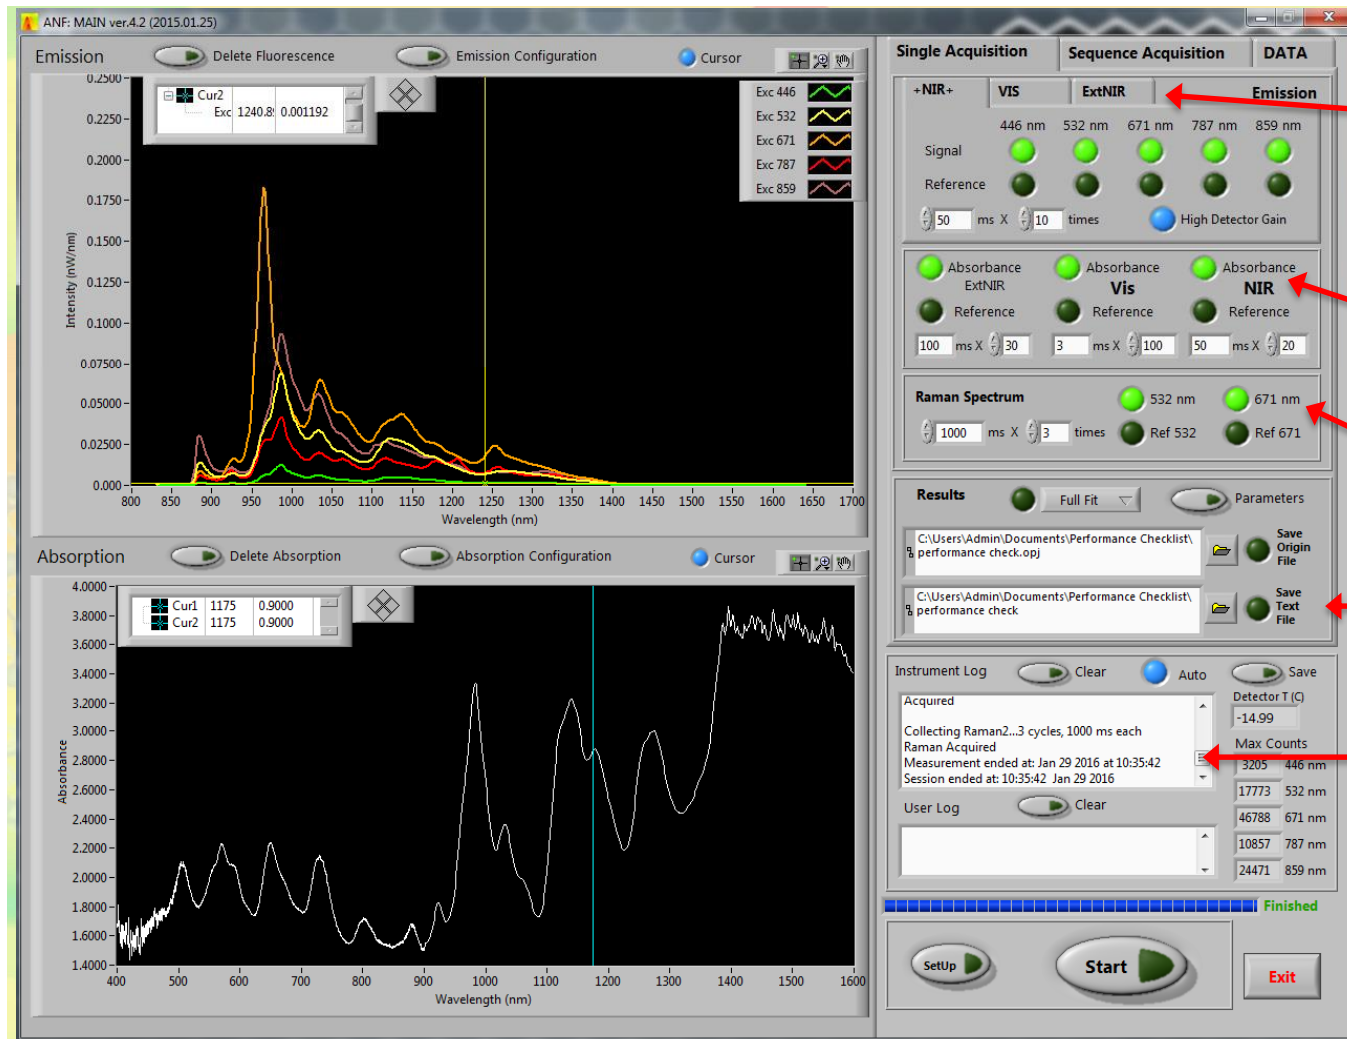 ANF: MAIN ver.4.2 (2015.01.25)
Emission
Delete Fluorescence
Emission Configuration
Cursor
Cur2
Exc 1240.8 0.001192
Exc 446
Exc 532
Exc 671
Exc 787
Exc 859
0.2500
0.2250
0.2000
0.1750
0.1500
0.1250
0.1000
0.07500
0.05000
0.02500
0.000
Intensity (nW/nm)
800 850 900 950 1000 1050 1100 1150 1200 1250 1300 1350 1400 1450 1500 1550 1600 1650 1700
Wavelength (nm)
Absorption
Delete Absorption
Absorption Configuration
Cursor
Cur1 1175 0.9000
Cur2 1175 0.9000
4.0000
3.8000
3.6000
3.4000
3.2000
3.0000
2.8000
2.6000
2.4000
2.2000
2.0000
1.8000
1.6000
1.4000
Absorbance
400 500 600 700 800 900 1000 1100 1200 1300 1400 1500 1600
Wavelength (nm)
Single Acquisition Sequence Acquisition DATA
+NIR+ VIS ExtNIR Emission
446 nm 532 nm 671 nm 787 nm 859 nm
Signal
Reference
50 ms X 10 times High Detector Gain
Absorbance Absorbance Absorbance
ExtNIR Vis NIR
Reference Reference Reference
100 ms X 30 3 ms X 100 50 ms X 20
Raman Spectrum 532 nm 671 nm
1000 ms X 3 times Ref 532 Ref 671
Results Full Fit Parameters
C:\Users\Admin\Documents\Performance Checklist\
performance check.opj
Save
Origin
File
C:\Users\Admin\Documents\Performance Checklist\
performance check
Save
Text
File
Instrument Log Clear Auto Save
Acquired
Collecting Raman2...3 cycles, 1000 ms each
Raman Acquired
Measurement ended at: Jan 29 2016 at 10:35:42
Session ended at: 10:35:42 Jan 29 2016
Detector T (C)
-14.99
Max Counts
3205 446 nm
17773 532 nm
46788 671 nm
10857 787 nm
24471 859 nm
User Log Clear
Finished
SetUp
Start
Exit